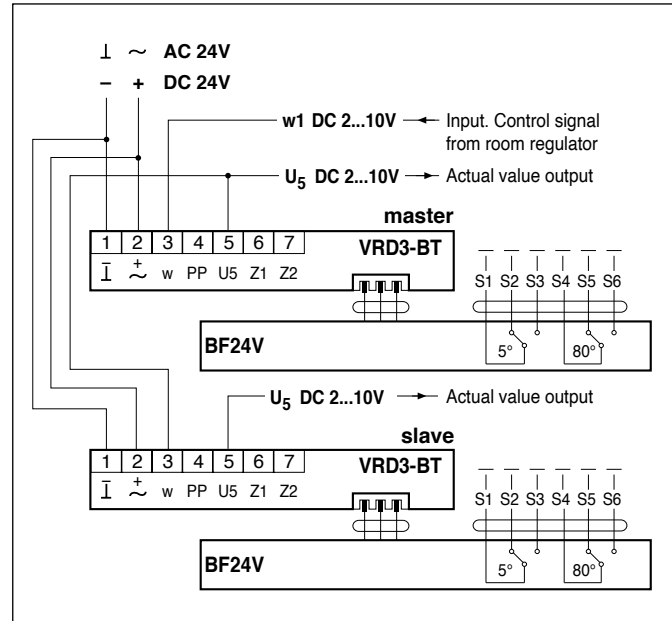 ⊥ ~ AC 24V
– + DC 24V
w1 DC 2...10V Input. Control signal
from room regulator
U5 DC 2...10V Actual value output
master
1 2 3 4 5 6 7 VRD3-BT
⊥ ~ w PP U5 Z1 Z2
– +
S1 S2 S3 S4 S5 S6
BF24V 5° 80°
U5 DC 2...10V Actual value output
slave
1 2 3 4 5 6 7 VRD3-BT
⊥ ~ w PP U5 Z1 Z2
– +
S1 S2 S3 S4 S5 S6
BF24V 5° 80°